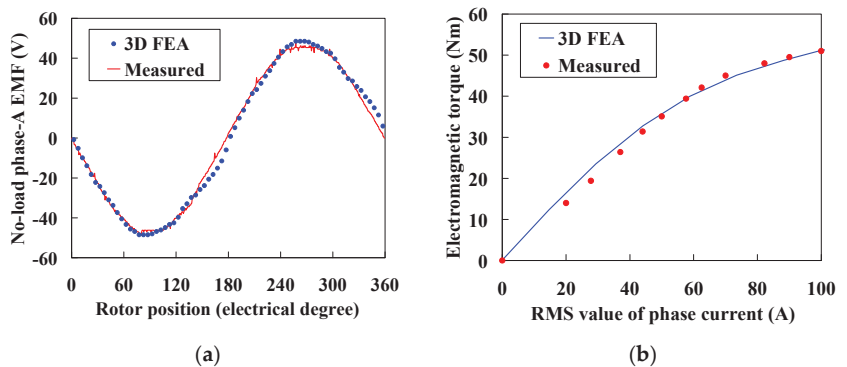 60
40
20
0
-20
-40
-60
No-load phase-A EMF (V)
3D FEA
Measured
0 60 120 180 240 300 360
Rotor position (electrical degree)
(a)
60
50
40
30
20
10
0
Electromagnetic torque (Nm)
3D FEA
Measured
0 20 40 60 80 100
RMS value of phase current (A)
(b)